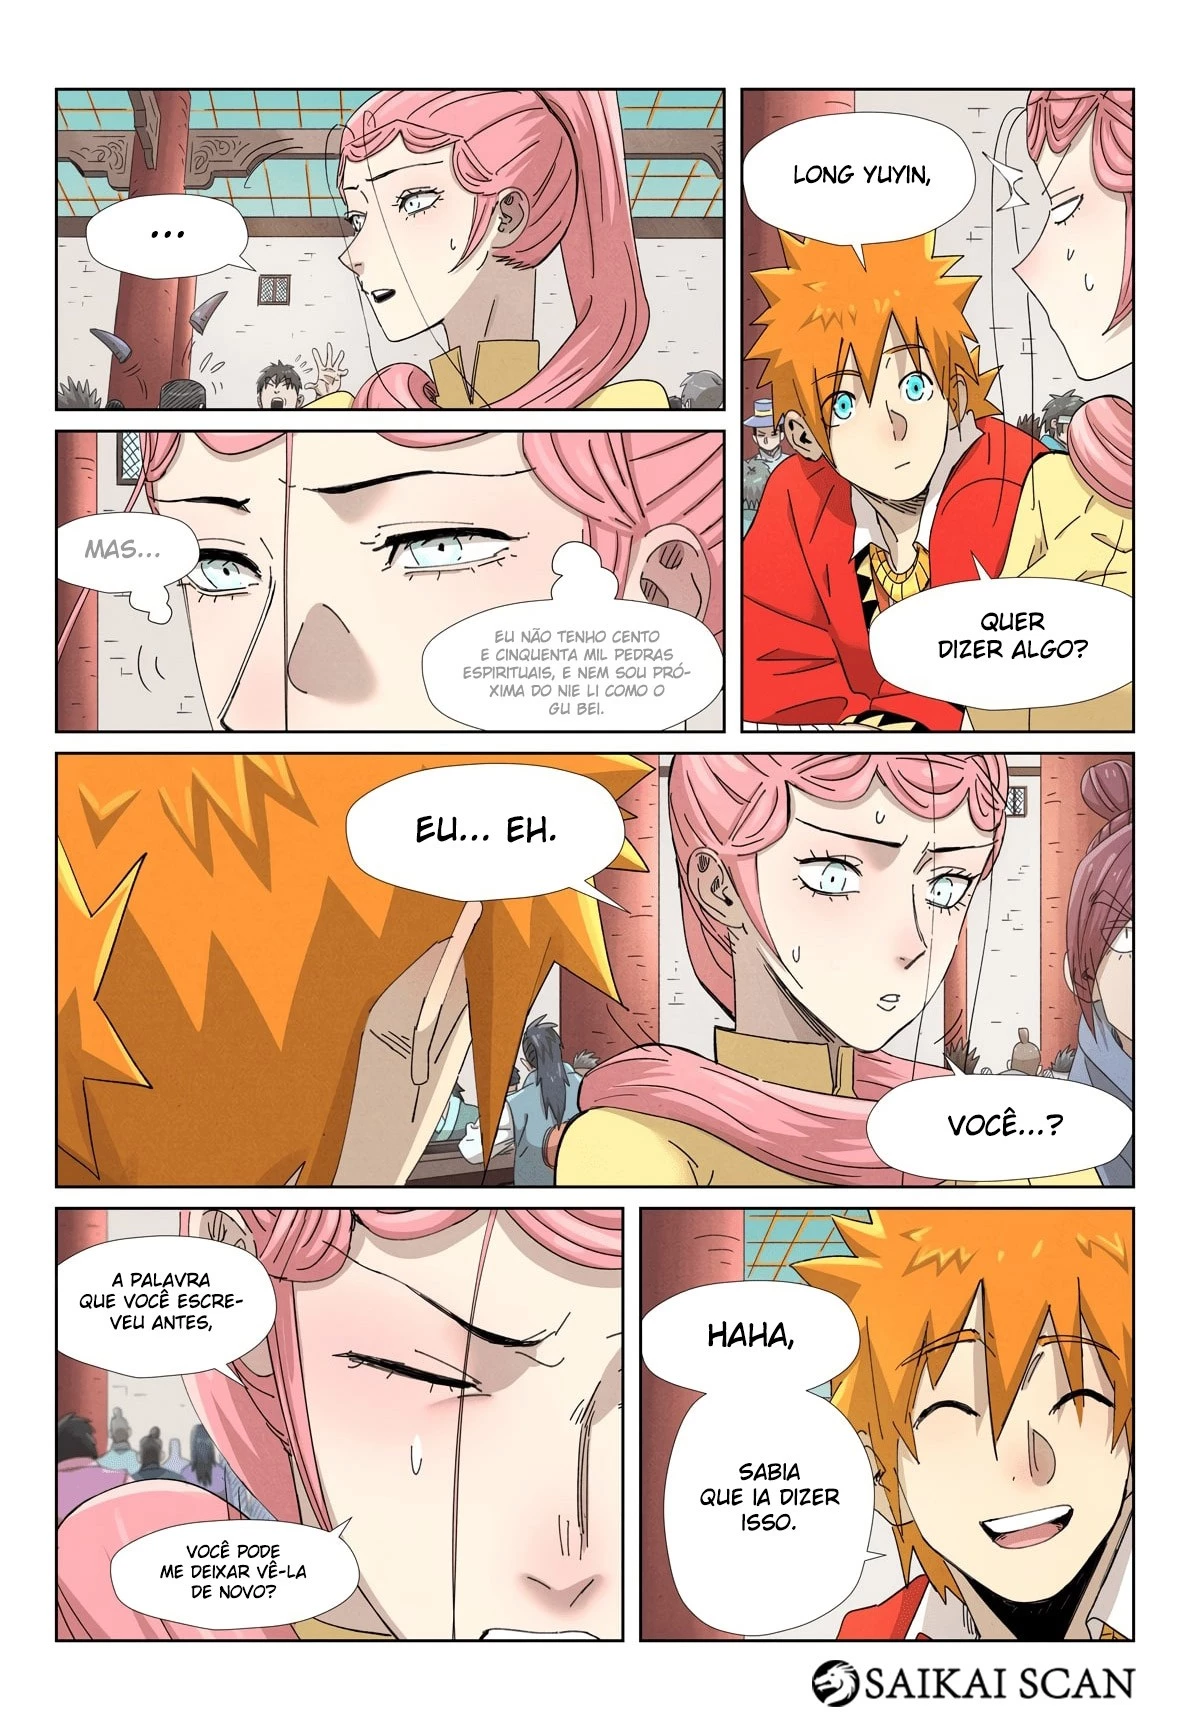 ...
LONG YUYIN,
QUER
DIZER ALGO?
MAS...
EU NÃO TENHO CENTO
E CINQUENTA MIL PEDRAS
ESPIRITUAIS, E NEM SOU PRÓ-
XIMA DO NIE LI COMO O
GU BEI.
EU... EH.
VOCÊ...?
A PALAVRA
QUE VOCÊ ESCRE-
VEU ANTES,
VOCÊ PODE
ME DEIXAR VÊ-LA
DE NOVO?
HAHA,
SABIA
QUE IA DIZER
ISSO.
SAIKAI SCAN